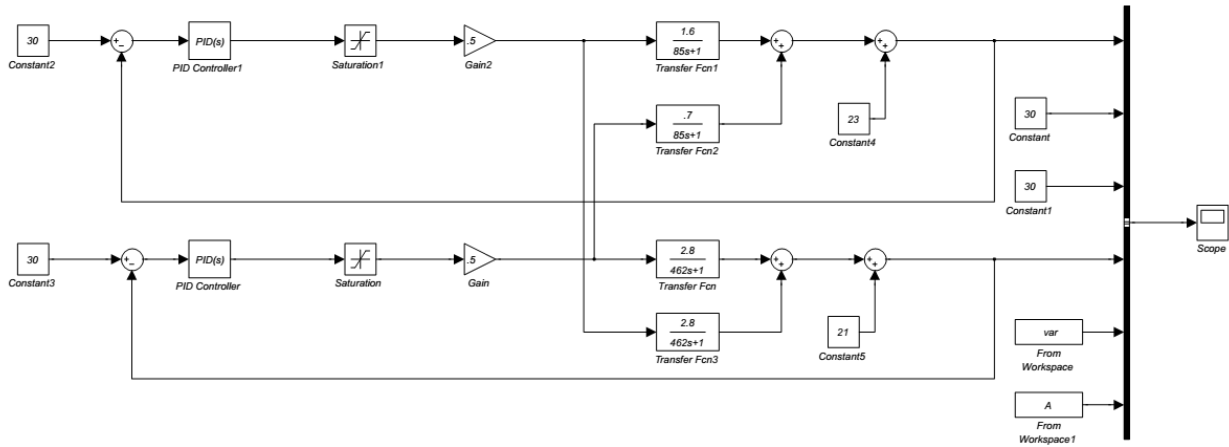 30
Constant2
+
−
PID(s)
PID Controller1
Saturation1
.5
Gain2
1.6
85s+1
Transfer Fcn1
+
+
+
+
.7
85s+1
Transfer Fcn2
23
Constant4
30
Constant
30
Constant1
Scope
30
Constant3
+
−
PID(s)
PID Controller
Saturation
.5
Gain
2.8
462s+1
Transfer Fcn
+
+
+
+
2.8
462s+1
Transfer Fcn3
21
Constant5
var
From
Workspace
A
From
Workspace1